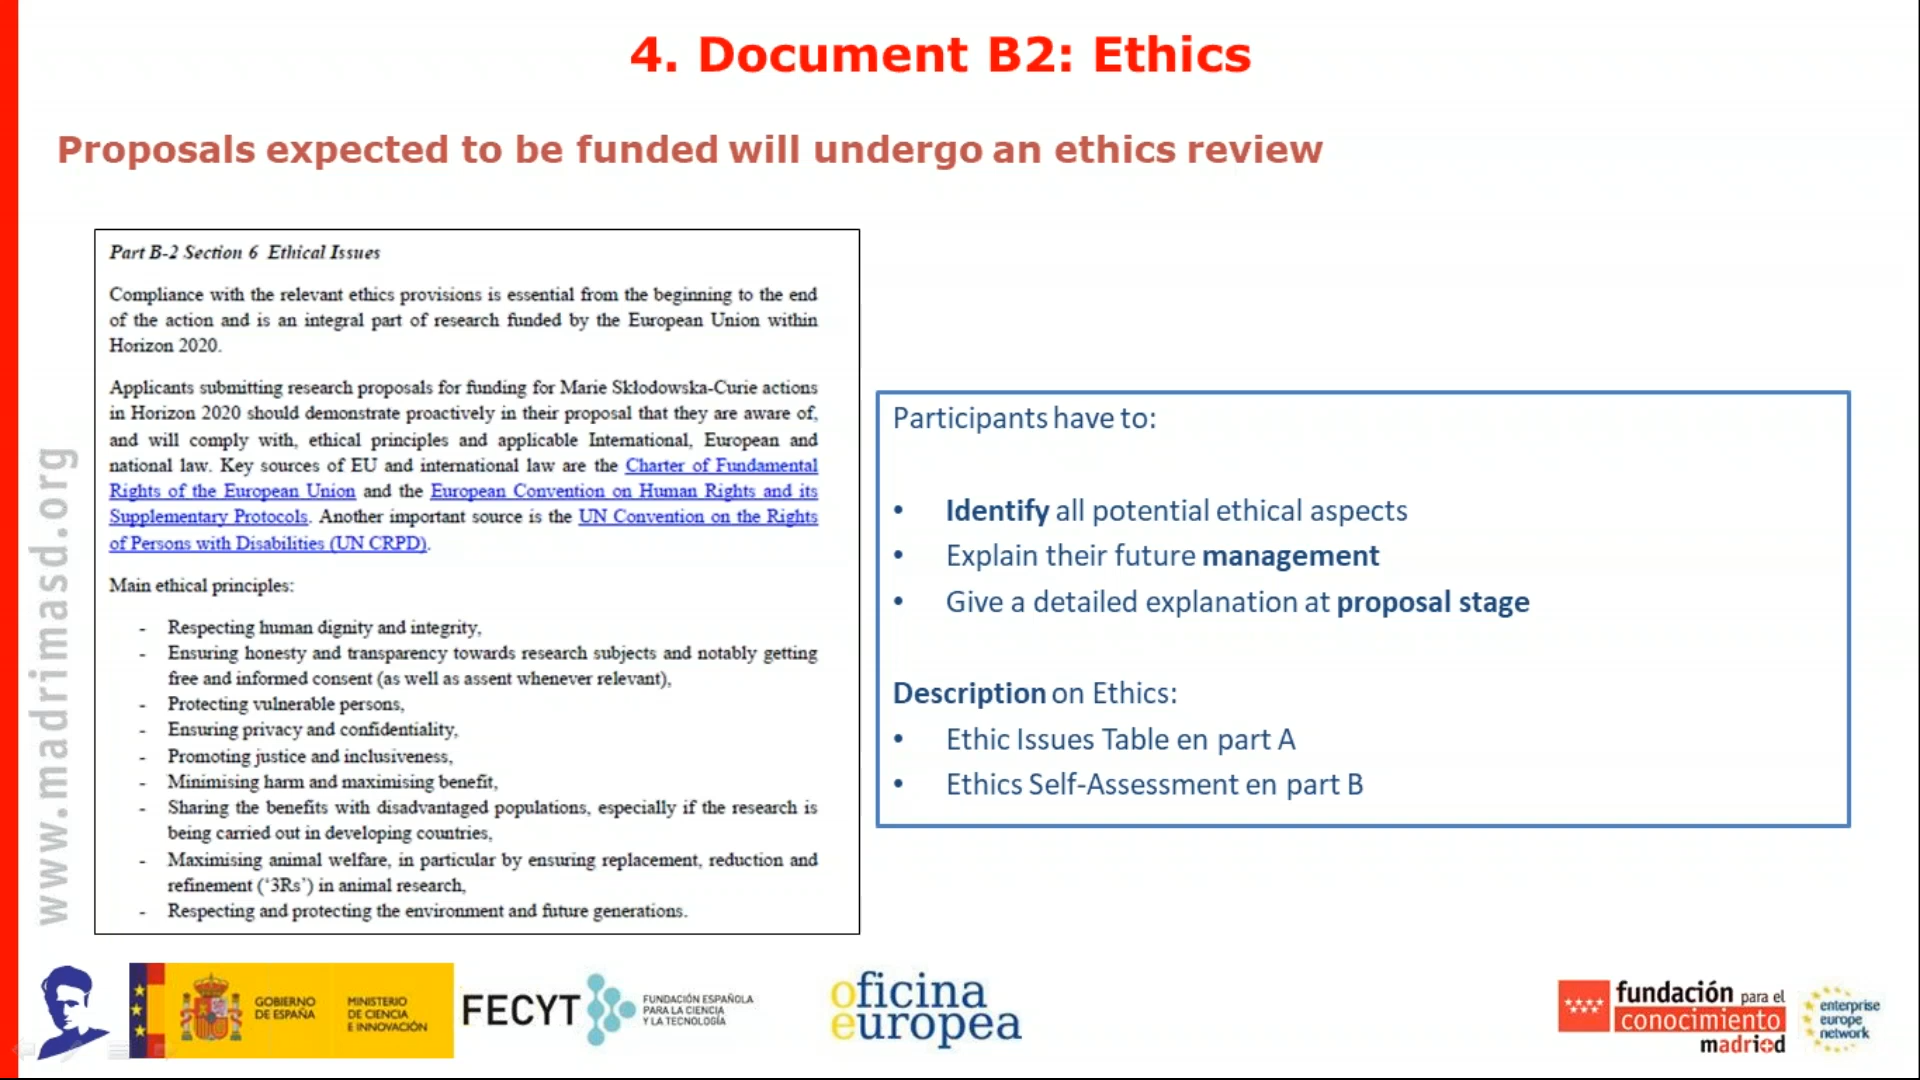 4. Document B2: Ethics
Proposals expected to be funded will undergo an ethics review
Part B-2 Section 6 Ethical Issues
Compliance with the relevant ethics provisions is essential from the beginning to the end
of the action and is an integral part of research funded by the European Union within
Horizon 2020.
Applicants submitting research proposals for funding for Marie Skłodowska-Curie actions
in Horizon 2020 should demonstrate proactively in their proposal that they are aware of,
and will comply with, ethical principles and applicable International, European and
national law. Key sources of EU and international law are the Charter of Fundamental
Rights of the European Union and the European Convention on Human Rights and its
Supplementary Protocols. Another important source is the UN Convention on the Rights
of Persons with Disabilities (UN CRPD).
Main ethical principles:
- Respecting human dignity and integrity,
- Ensuring honesty and transparency towards research subjects and notably getting
free and informed consent (as well as assent whenever relevant),
- Protecting vulnerable persons,
- Ensuring privacy and confidentiality,
- Promoting justice and inclusiveness,
- Minimising harm and maximising benefit,
- Sharing the benefits with disadvantaged populations, especially if the research is
being carried out in developing countries,
- Maximising animal welfare, in particular by ensuring replacement, reduction and
refinement (‘3Rs’) in animal research,
- Respecting and protecting the environment and future generations.
Participants have to:
• Identify all potential ethical aspects
• Explain their future management
• Give a detailed explanation at proposal stage
Description on Ethics:
• Ethic Issues Table en part A
• Ethics Self-Assessment en part B
www.madrimasd.org
GOBIERNO
DE ESPAÑA
MINISTERIO
DE CIENCIA
E INNOVACIÓN
FECYT
FUNDACIÓN ESPAÑOLA
PARA LA CIENCIA
Y LA TECNOLOGÍA
oficina
europea
fundación para el
conocimiento
madri+d
enterprise
europe
network